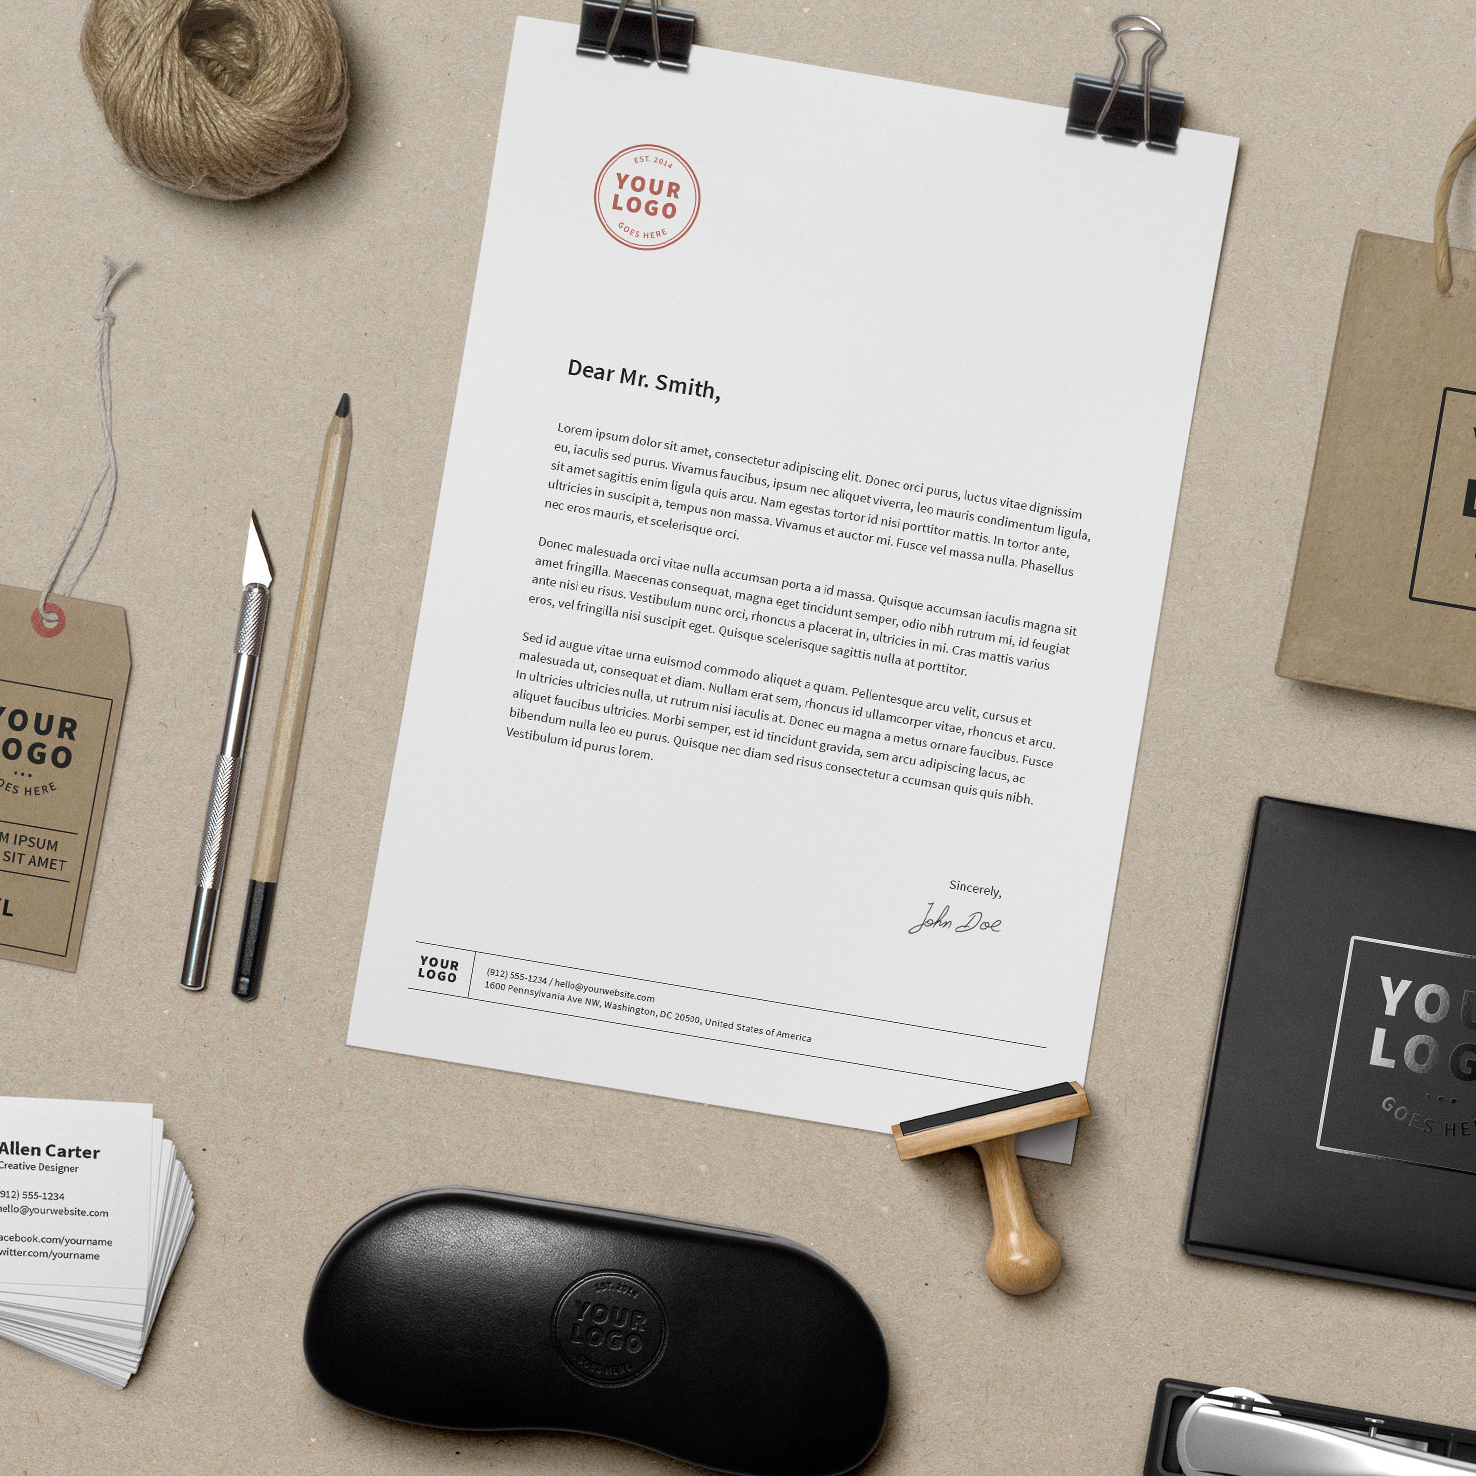 EST. 2014
YOUR
LOGO
GOES HERE
Dear Mr. Smith,
Lorem ipsum dolor sit amet, consectetur adipiscing elit. Donec orci purus, luctus vitae dignissim
eu, iaculis sed purus. Vivamus faucibus, ipsum nec aliquet viverra, leo mauris condimentum ligula,
sit amet sagittis enim ligula quis arcu. Nam egestas tortor id nisi porttitor mattis. In tortor ante,
ultricies in suscipit a, tempus non massa. Vivamus et auctor mi. Fusce vel massa nulla. Phasellus
nec eros mauris, et scelerisque orci.
Donec malesuada orci vitae nulla accumsan porta a id massa. Quisque accumsan iaculis magna sit
amet fringilla. Maecenas consequat, magna eget tincidunt semper, odio nibh rutrum mi, id feugiat
ante nisi eu risus. Vestibulum nunc orci, rhoncus a placerat in, ultricies in mi. Cras mattis varius
eros, vel fringilla nisi suscipit eget. Quisque scelerisque sagittis nulla at porttitor.
Sed id augue vitae urna euismod commodo aliquet a quam. Pellentesque arcu velit, cursus et
malesuada ut, consequat et diam. Nullam erat sem, rhoncus id ullamcorper vitae, rhoncus et arcu.
In ultricies ultricies nulla, ut rutrum nisi iaculis at. Donec eu magna a metus ornare faucibus. Fusce
aliquet faucibus ultricies. Morbi semper, est id tincidunt gravida, sem arcu adipiscing lacus, ac
bibendum nulla leo eu purus. Quisque nec diam sed risus consectetur a ccumsan quis quis nibh.
Vestibulum id purus lorem.
Sincerely,
John Doe
YOUR
LOGO
(912) 555-1234 / hello@yourwebsite.com
1600 Pennsylvania Ave NW, Washington, DC 20500, United States of America
YOUR
OGO
OES HERE
M IPSUM
SIT AMET
L
Allen Carter
Creative Designer
912) 555-1234
hello@yourwebsite.com
acebook.com/yourname
witter.com/yourname
EST. 2014
YOUR
LOGO
GOES HERE
YOU
LOG
GOES HE